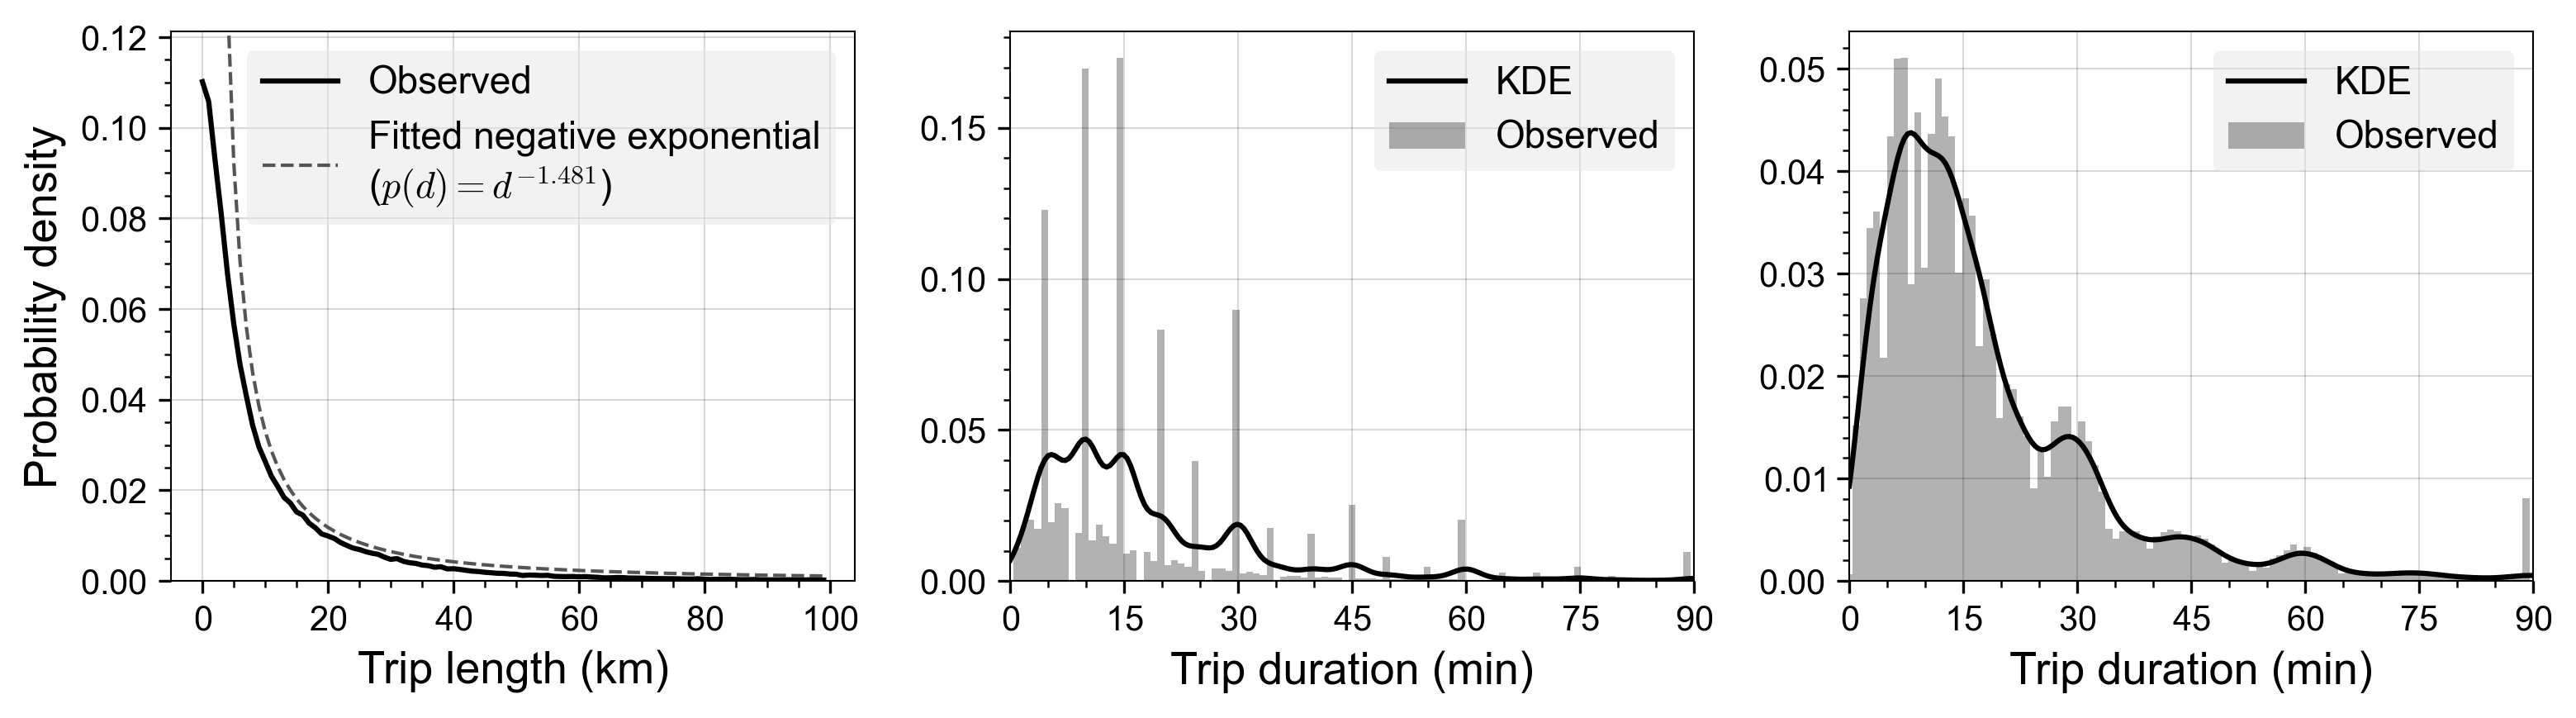 Probability density
0.12
0.10
0.08
0.06
0.04
0.02
0.00
0 20 40 60 80 100
Trip length (km)
Observed
Fitted negative exponential
(p(d) = d^{-1.481})
0.15
0.10
0.05
0.00
0 15 30 45 60 75 90
Trip duration (min)
KDE
Observed
0.05
0.04
0.03
0.02
0.01
0.00
0 15 30 45 60 75 90
Trip duration (min)
KDE
Observed